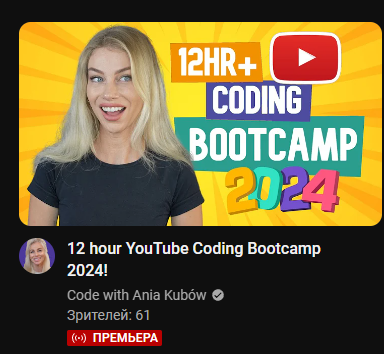 12HR+
CODING
BOOTCAMP
2024
12 hour YouTube Coding Bootcamp
2024!
Code with Ania Kubów
Зрителей: 61
ПРЕМЬЕРА